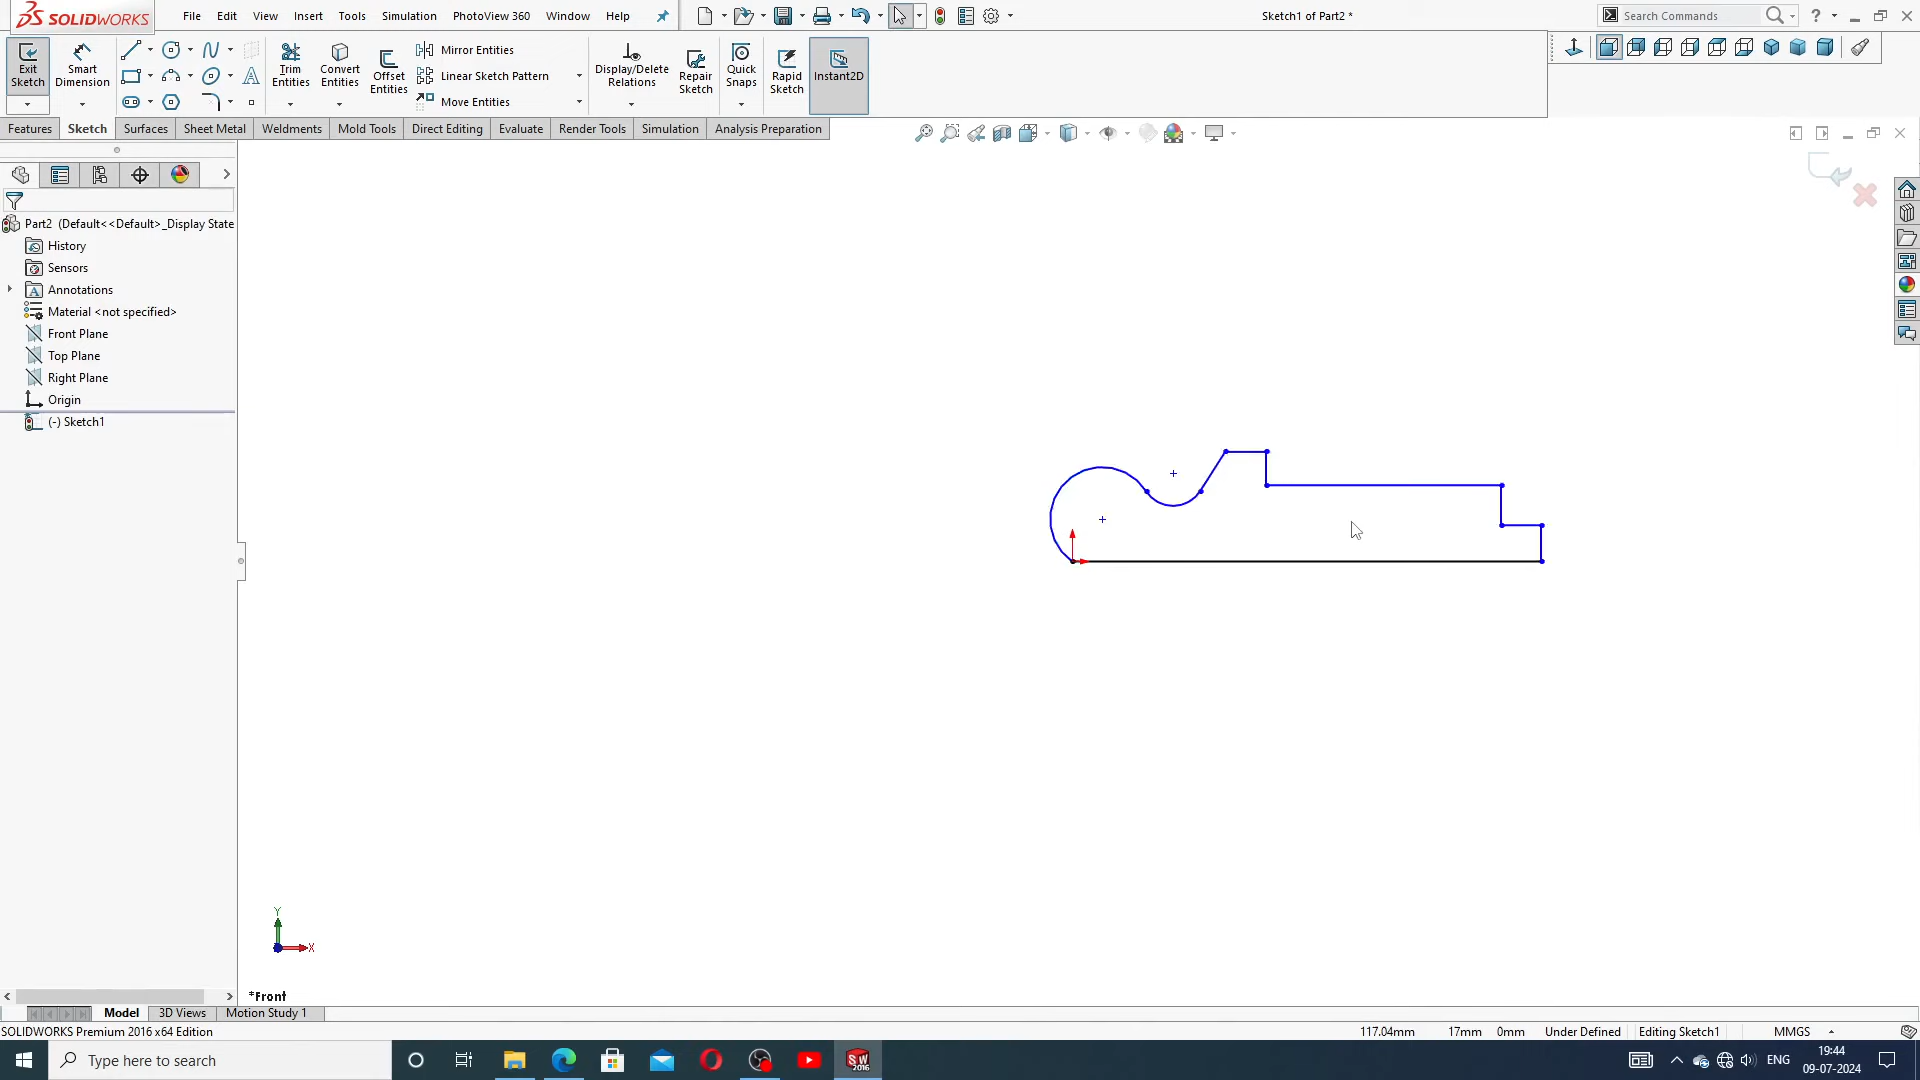 SOLIDWORKS
File
Edit
View
Insert
Tools
Simulation
PhotoView 360
Window
Help
Sketch1 of Part2 *
Search Commands
Exit
Sketch
Smart
Dimension
Trim
Entities
Convert
Entities
Offset
Entities
Mirror Entities
Linear Sketch Pattern
Move Entities
Display/Delete
Relations
Repair
Sketch
Quick
Snaps
Rapid
Sketch
Instant2D
Features
Sketch
Surfaces
Sheet Metal
Weldments
Mold Tools
Direct Editing
Evaluate
Render Tools
Simulation
Analysis Preparation
Part2 (Default<<Default>_Display State
History
Sensors
Annotations
Material <not specified>
Front Plane
Top Plane
Right Plane
Origin
(-) Sketch1
Y
X
*Front
Model
3D Views
Motion Study 1
SOLIDWORKS Premium 2016 x64 Edition
117.04mm
17mm
0mm
Under Defined
Editing Sketch1
MMGS
Type here to search
SW
2016
ENG
19:44
09-07-2024